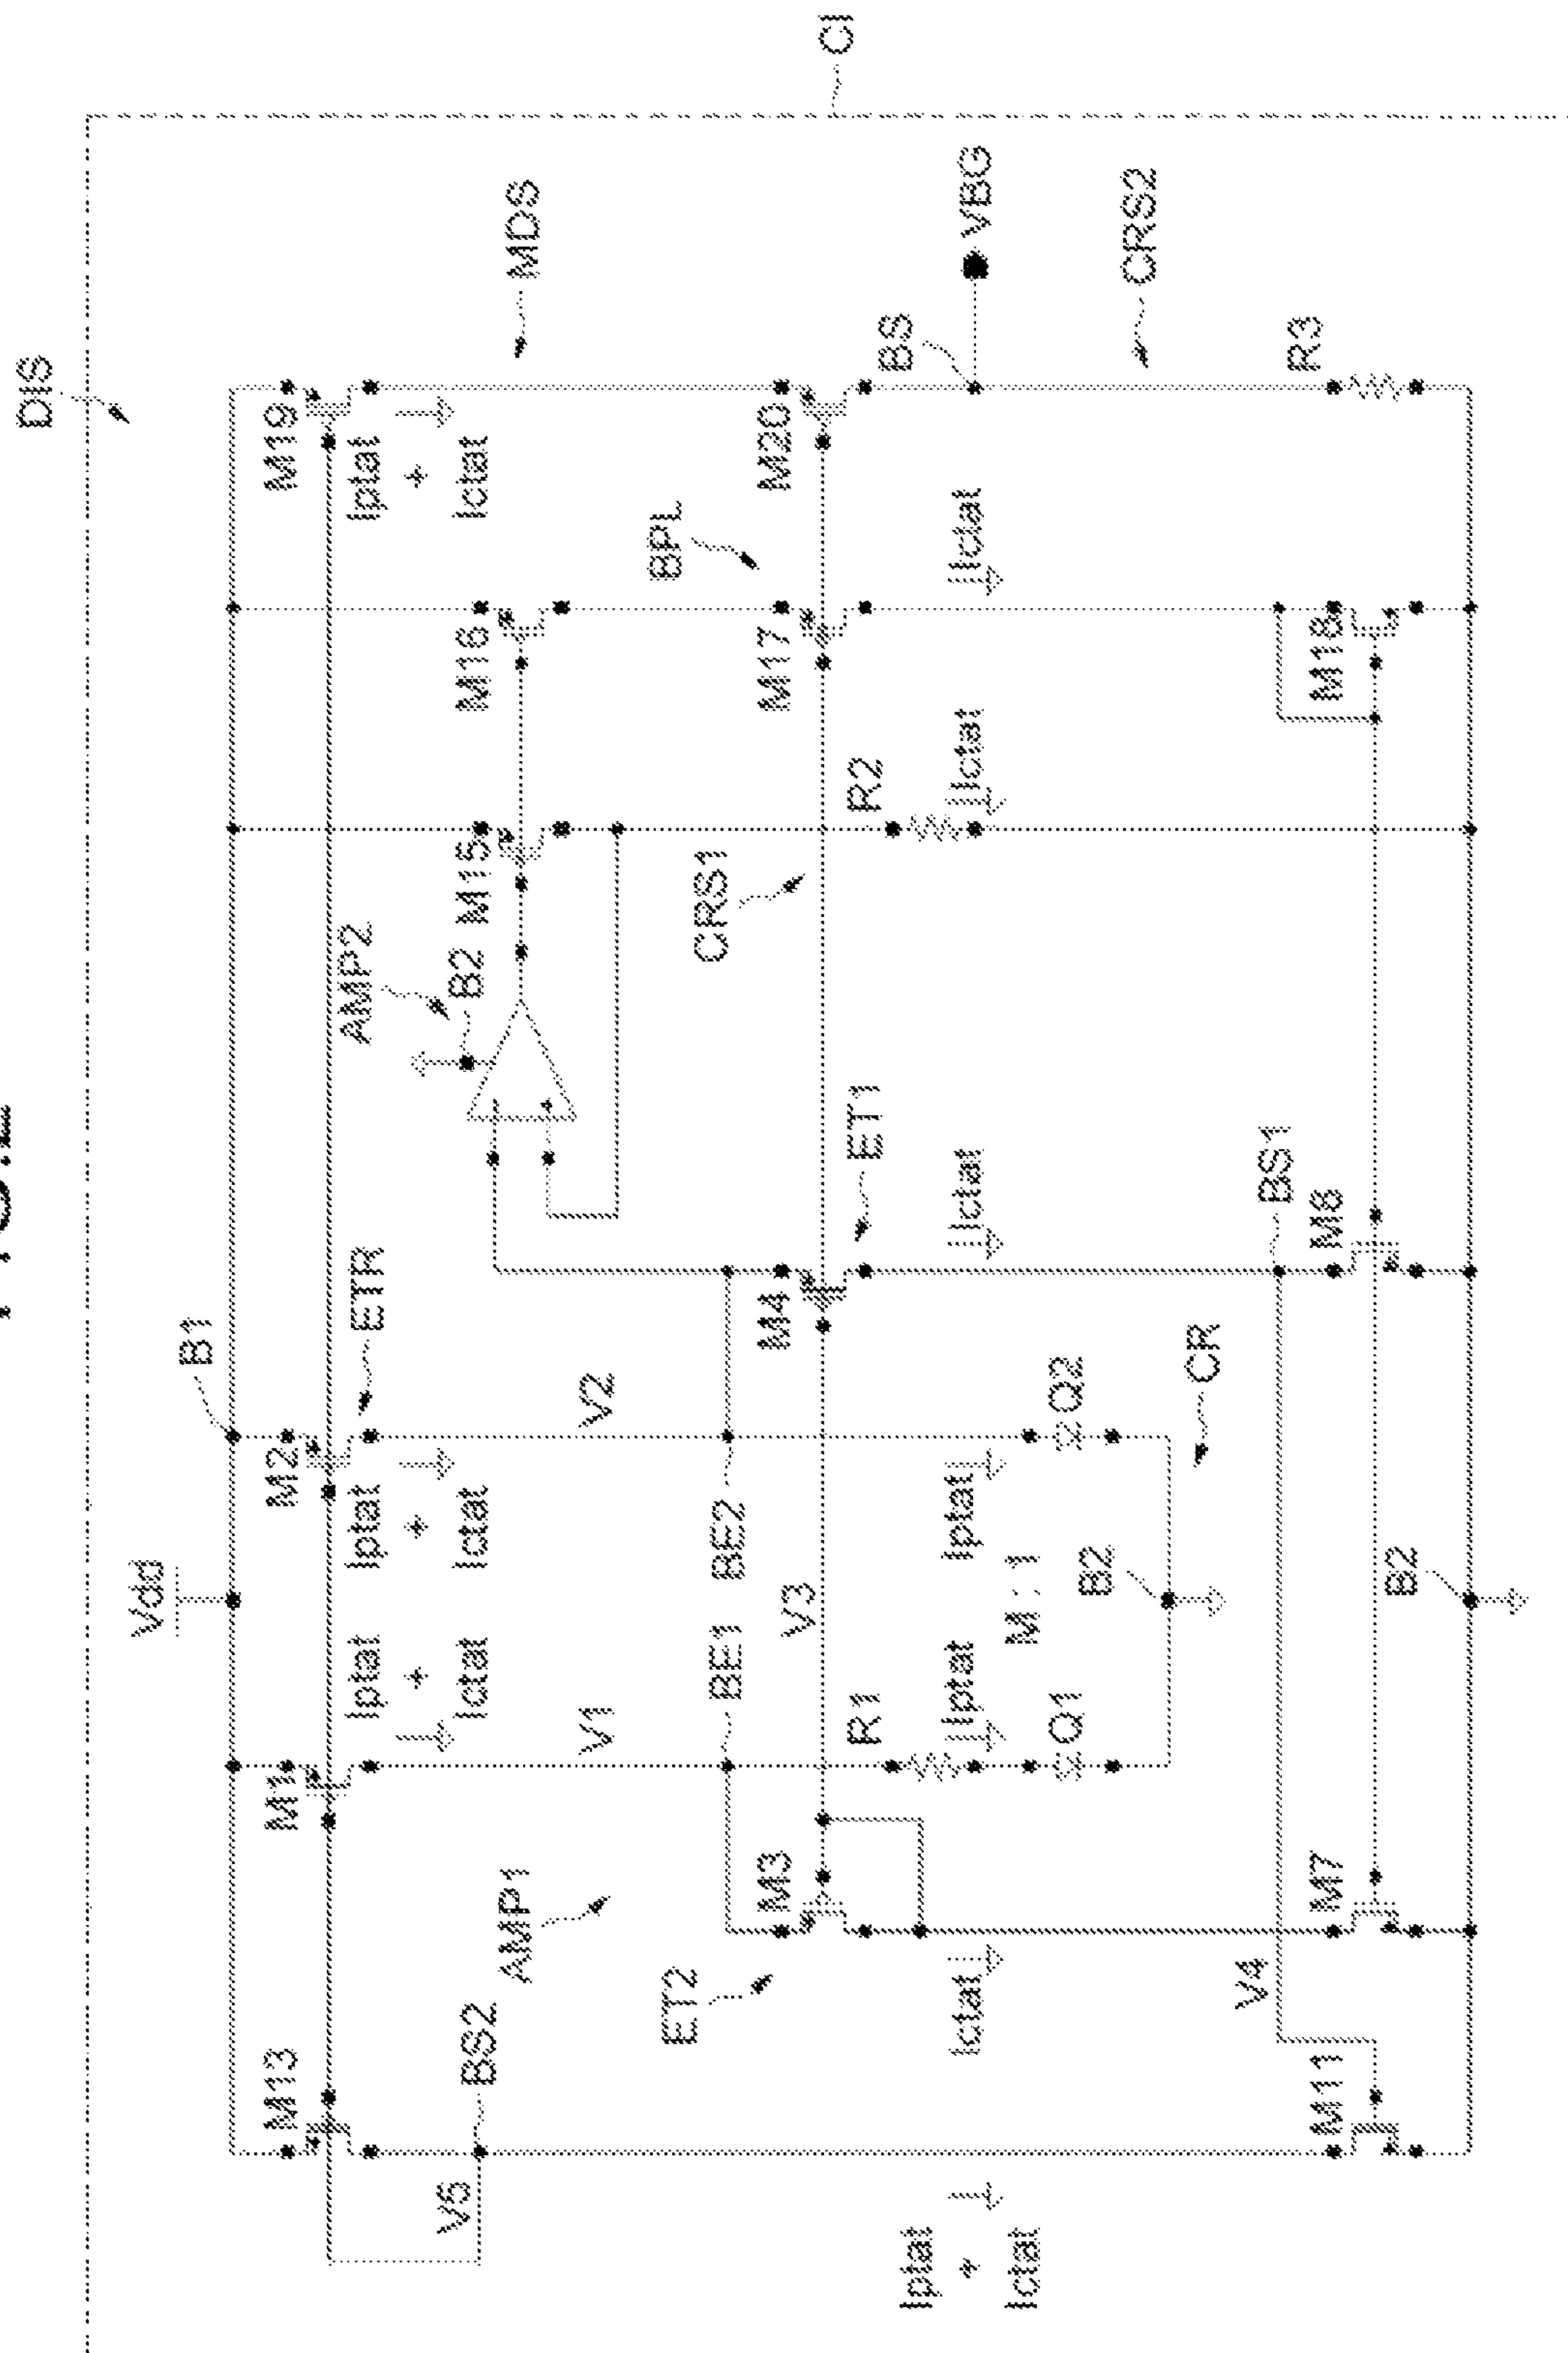 DIS
CI
Vdd
B1
M13
M1
M2
M19
Iptat
+
Ictat
Iptat
+
Ictat
Iptat
+
Ictat
ETR
MDS
AMP2
B2
M15
M16
BS2
V5
AMP1
V1
V2
BPL
ET2
M3
BE1
BE2
M4
CRS1
M17
M20
V3
ET1
R1
R2
BS
VBG
Iptat
+
Ictat
Ictat
Iptat
Iptat
Ictat
Ictat
Ictat
M : 1
Q1
Q2
B2
CR
CRS2
V4
BS1
M11
M7
M8
M18
R3
B2